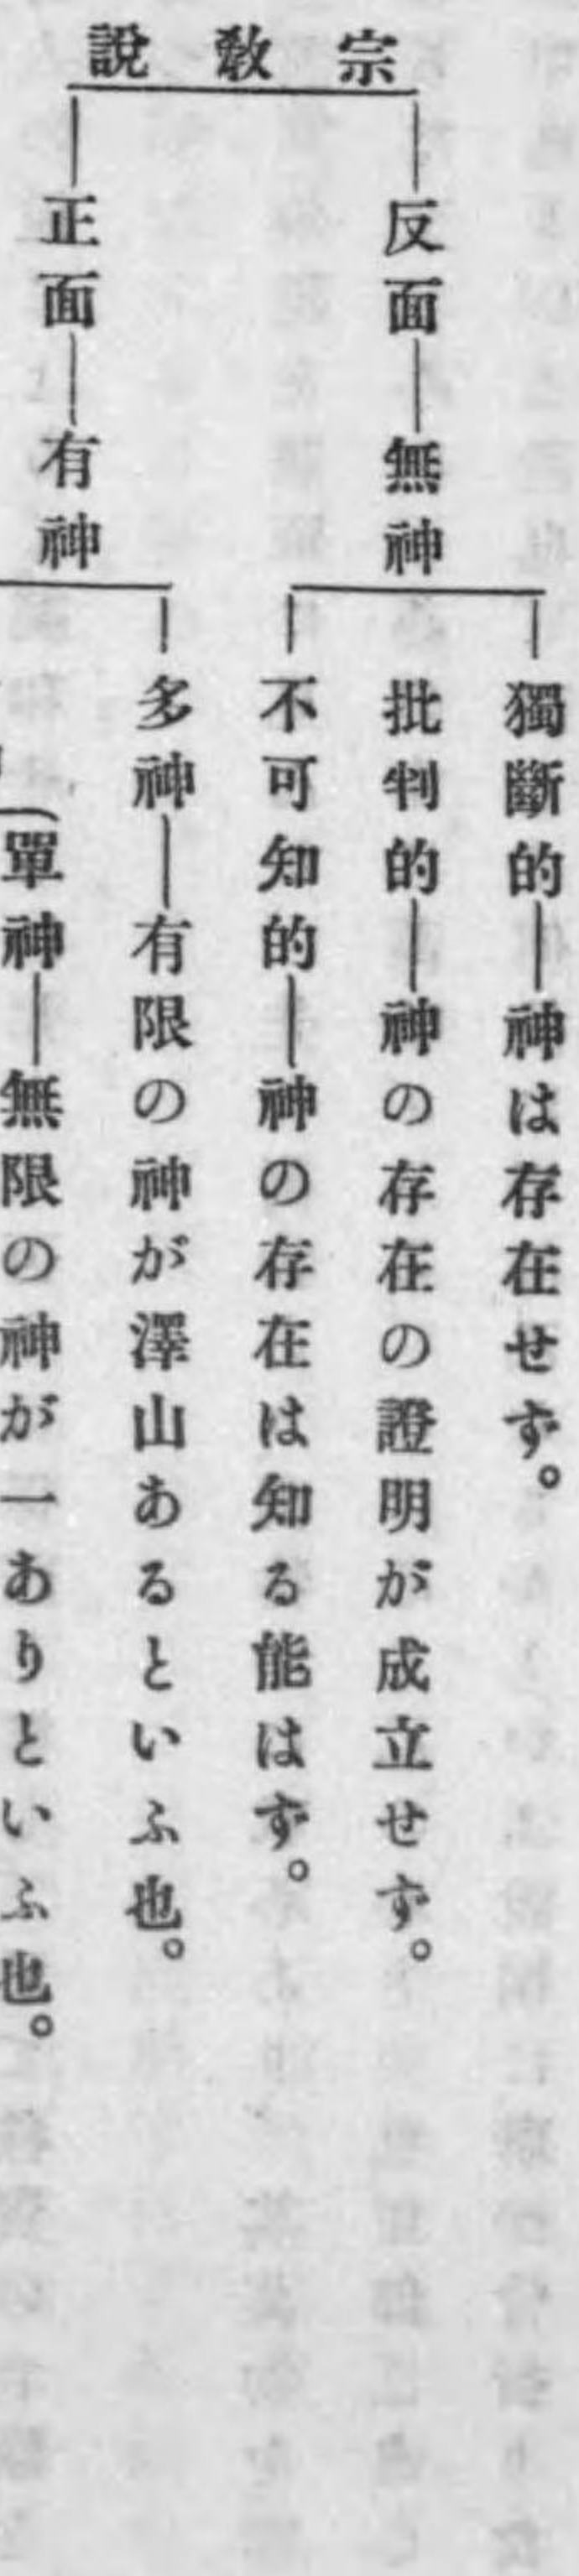 宗教說
反面―無神
獨斷的―神は存在せず。
批判的―神の存在の證明が成立せず。
不可知的―神の存在は知る能はず。
正面―有神
多神―有限の神が澤山あるといふ也。
單神―無限の神が一ありといふ也。